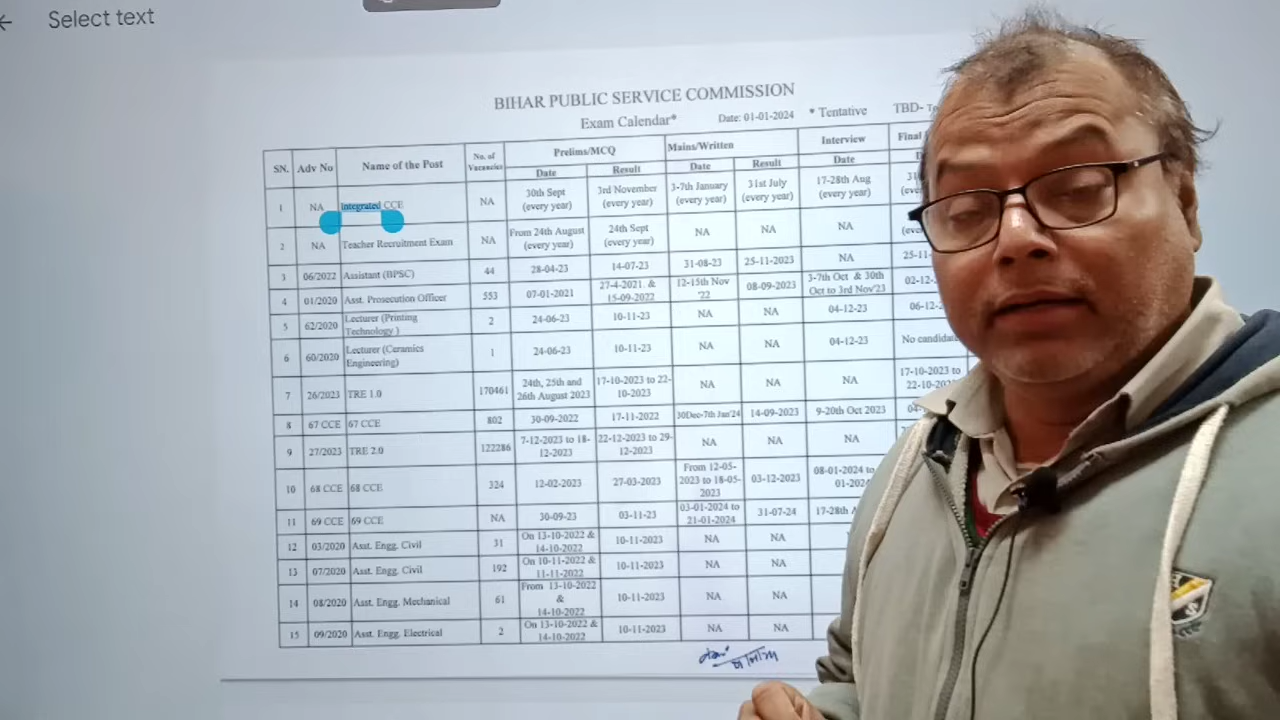 Select text
BIHAR PUBLIC SERVICE COMMISSION
Exam Calendar* Date: 01-01-2024 * Tentative TBD-
SN. Adv No Name of the Post No. of Vacancies Prelims/MCQ Mains/Written Interview Final
Date Result Date Result Date
1 NA Integrated CCE NA 30th Sept (every year) 3rd November (every year) 3-7th January (every year) 31st July (every year) 17-28th Aug (every year)
2 NA Teacher Recruitment Exam NA From 24th August (every year) 24th Sept (every year) NA NA NA
3 06/2022 Assistant (BPSC) 44 28-04-23 14-07-23 31-08-23 25-11-2023 NA 25-11-
4 01/2020 Asst. Prosecution Officer 553 07-01-2021 27-4-2021. & 15-09-2022 12-15th Nov '22 08-09-2023 3-7th Oct & 30th Oct to 3rd Nov'23 02-12-
5 62/2020 Lecturer (Printing Technology ) 2 24-06-23 10-11-23 NA NA 04-12-23 06-12-
6 60/2020 Lecturer (Ceramics Engineering) 1 24-06-23 10-11-23 NA NA 04-12-23 No candidate
7 26/2023 TRE 1.0 170461 24th, 25th and 26th August 2023 17-10-2023 to 22-10-2023 NA NA NA 17-10-2023 to 22-10-202
8 67 CCE 67 CCE 802 30-09-2022 17-11-2022 30Dec-7th Jan'24 14-09-2023 9-20th Oct 2023 04-
9 27/2023 TRE 2.0 122286 7-12-2023 to 18-12-2023 22-12-2023 to 29-12-2023 NA NA NA
10 68 CCE 68 CCE 324 12-02-2023 27-03-2023 From 12-05-2023 to 18-05-2023 03-12-2023 08-01-2024 to 01-2024
11 69 CCE 69 CCE NA 30-09-23 03-11-23 03-01-2024 to 21-01-2024 31-07-24 17-28th A
12 03/2020 Asst. Engg. Civil 31 On 13-10-2022 & 14-10-2022 10-11-2023 NA NA
13 07/2020 Asst. Engg. Civil 192 On 10-11-2022 & 11-11-2022 10-11-2023 NA NA
14 08/2020 Asst. Engg. Mechanical 61 From 13-10-2022 & 14-10-2022 10-11-2023 NA NA
15 09/2020 Asst. Engg. Electrical 2 On 13-10-2022 & 14-10-2022 10-11-2023 NA NA